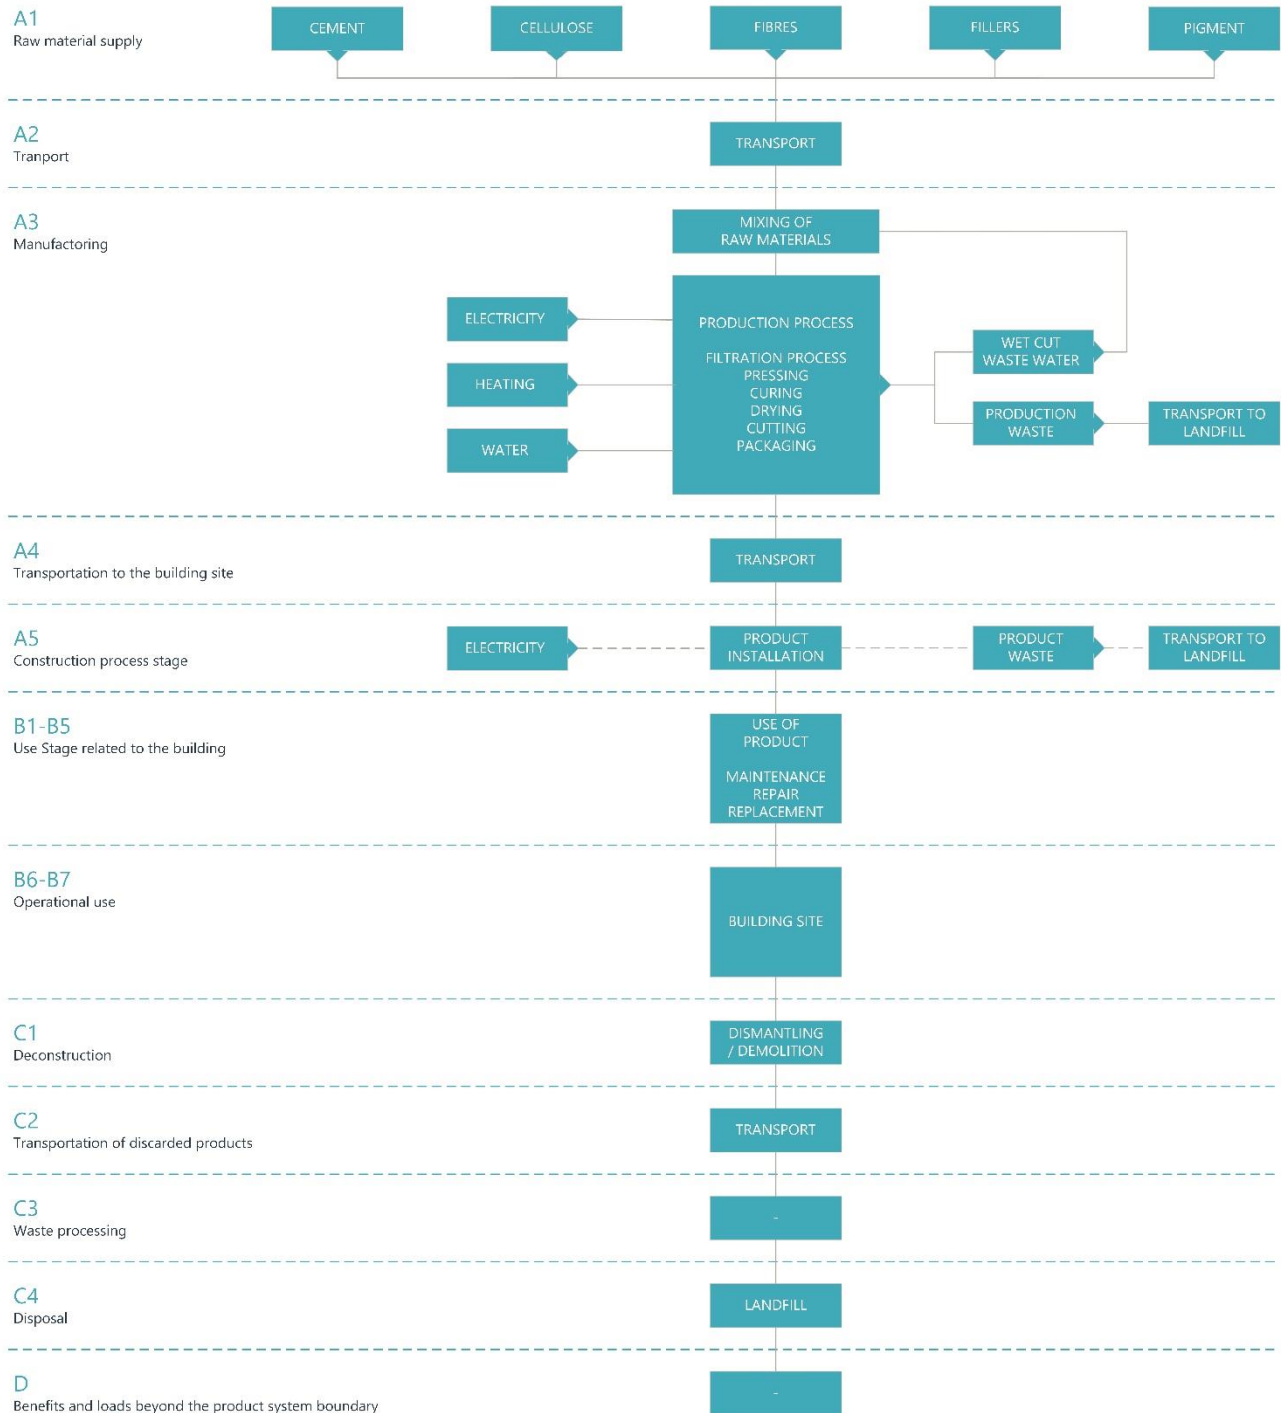 A1
Raw material supply
CEMENT
CELLULOSE
FIBRES
FILLERS
PIGMENT
A2
Tranport
TRANSPORT
A3
Manufactoring
MIXING OF
RAW MATERIALS
ELECTRICITY
HEATING
WATER
PRODUCTION PROCESS
FILTRATION PROCESS
PRESSING
CURING
DRYING
CUTTING
PACKAGING
WET CUT
WASTE WATER
PRODUCTION
WASTE
TRANSPORT TO
LANDFILL
A4
Transportation to the building site
TRANSPORT
A5
Construction process stage
ELECTRICITY
PRODUCT
INSTALLATION
PRODUCT
WASTE
TRANSPORT TO
LANDFILL
B1-B5
Use Stage related to the building
USE OF
PRODUCT
MAINTENANCE
REPAIR
REPLACEMENT
B6-B7
Operational use
BUILDING SITE
C1
Deconstruction
DISMANTLING
/ DEMOLITION
C2
Transportation of discarded products
TRANSPORT
C3
Waste processing
-
C4
Disposal
LANDFILL
D
Benefits and loads beyond the product system boundary
-